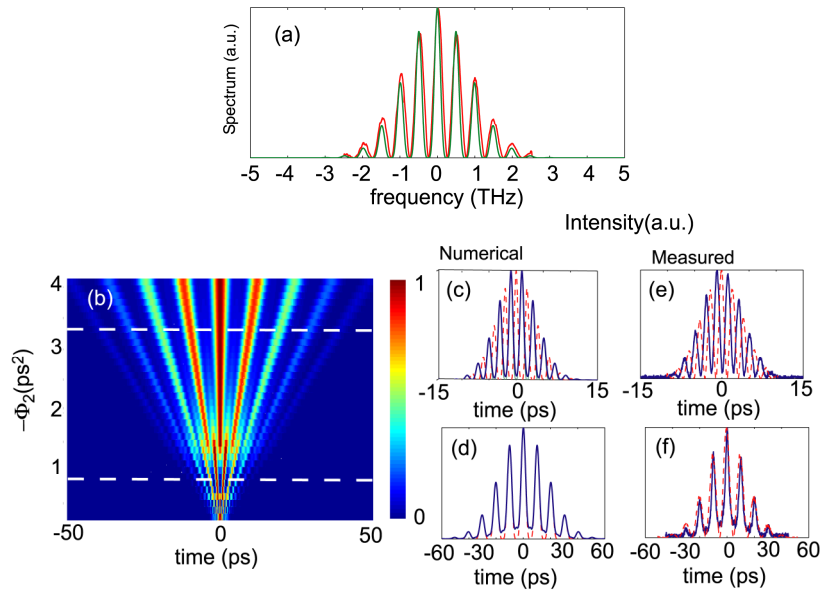 (a)
Spectrum (a.u.)
-5 -4 -3 -2 -1 0 1 2 3 4 5
frequency (THz)
Intensity(a.u.)
Numerical
Measured
(b)
4
3
2
1
−Φ2(ps²)
-50 0 50
time (ps)
1
0
(c)
-15 0 15
time (ps)
(e)
-15 0 15
time (ps)
(d)
-60 -30 0 30 60
time (ps)
(f)
-60 -30 0 30 60
time (ps)